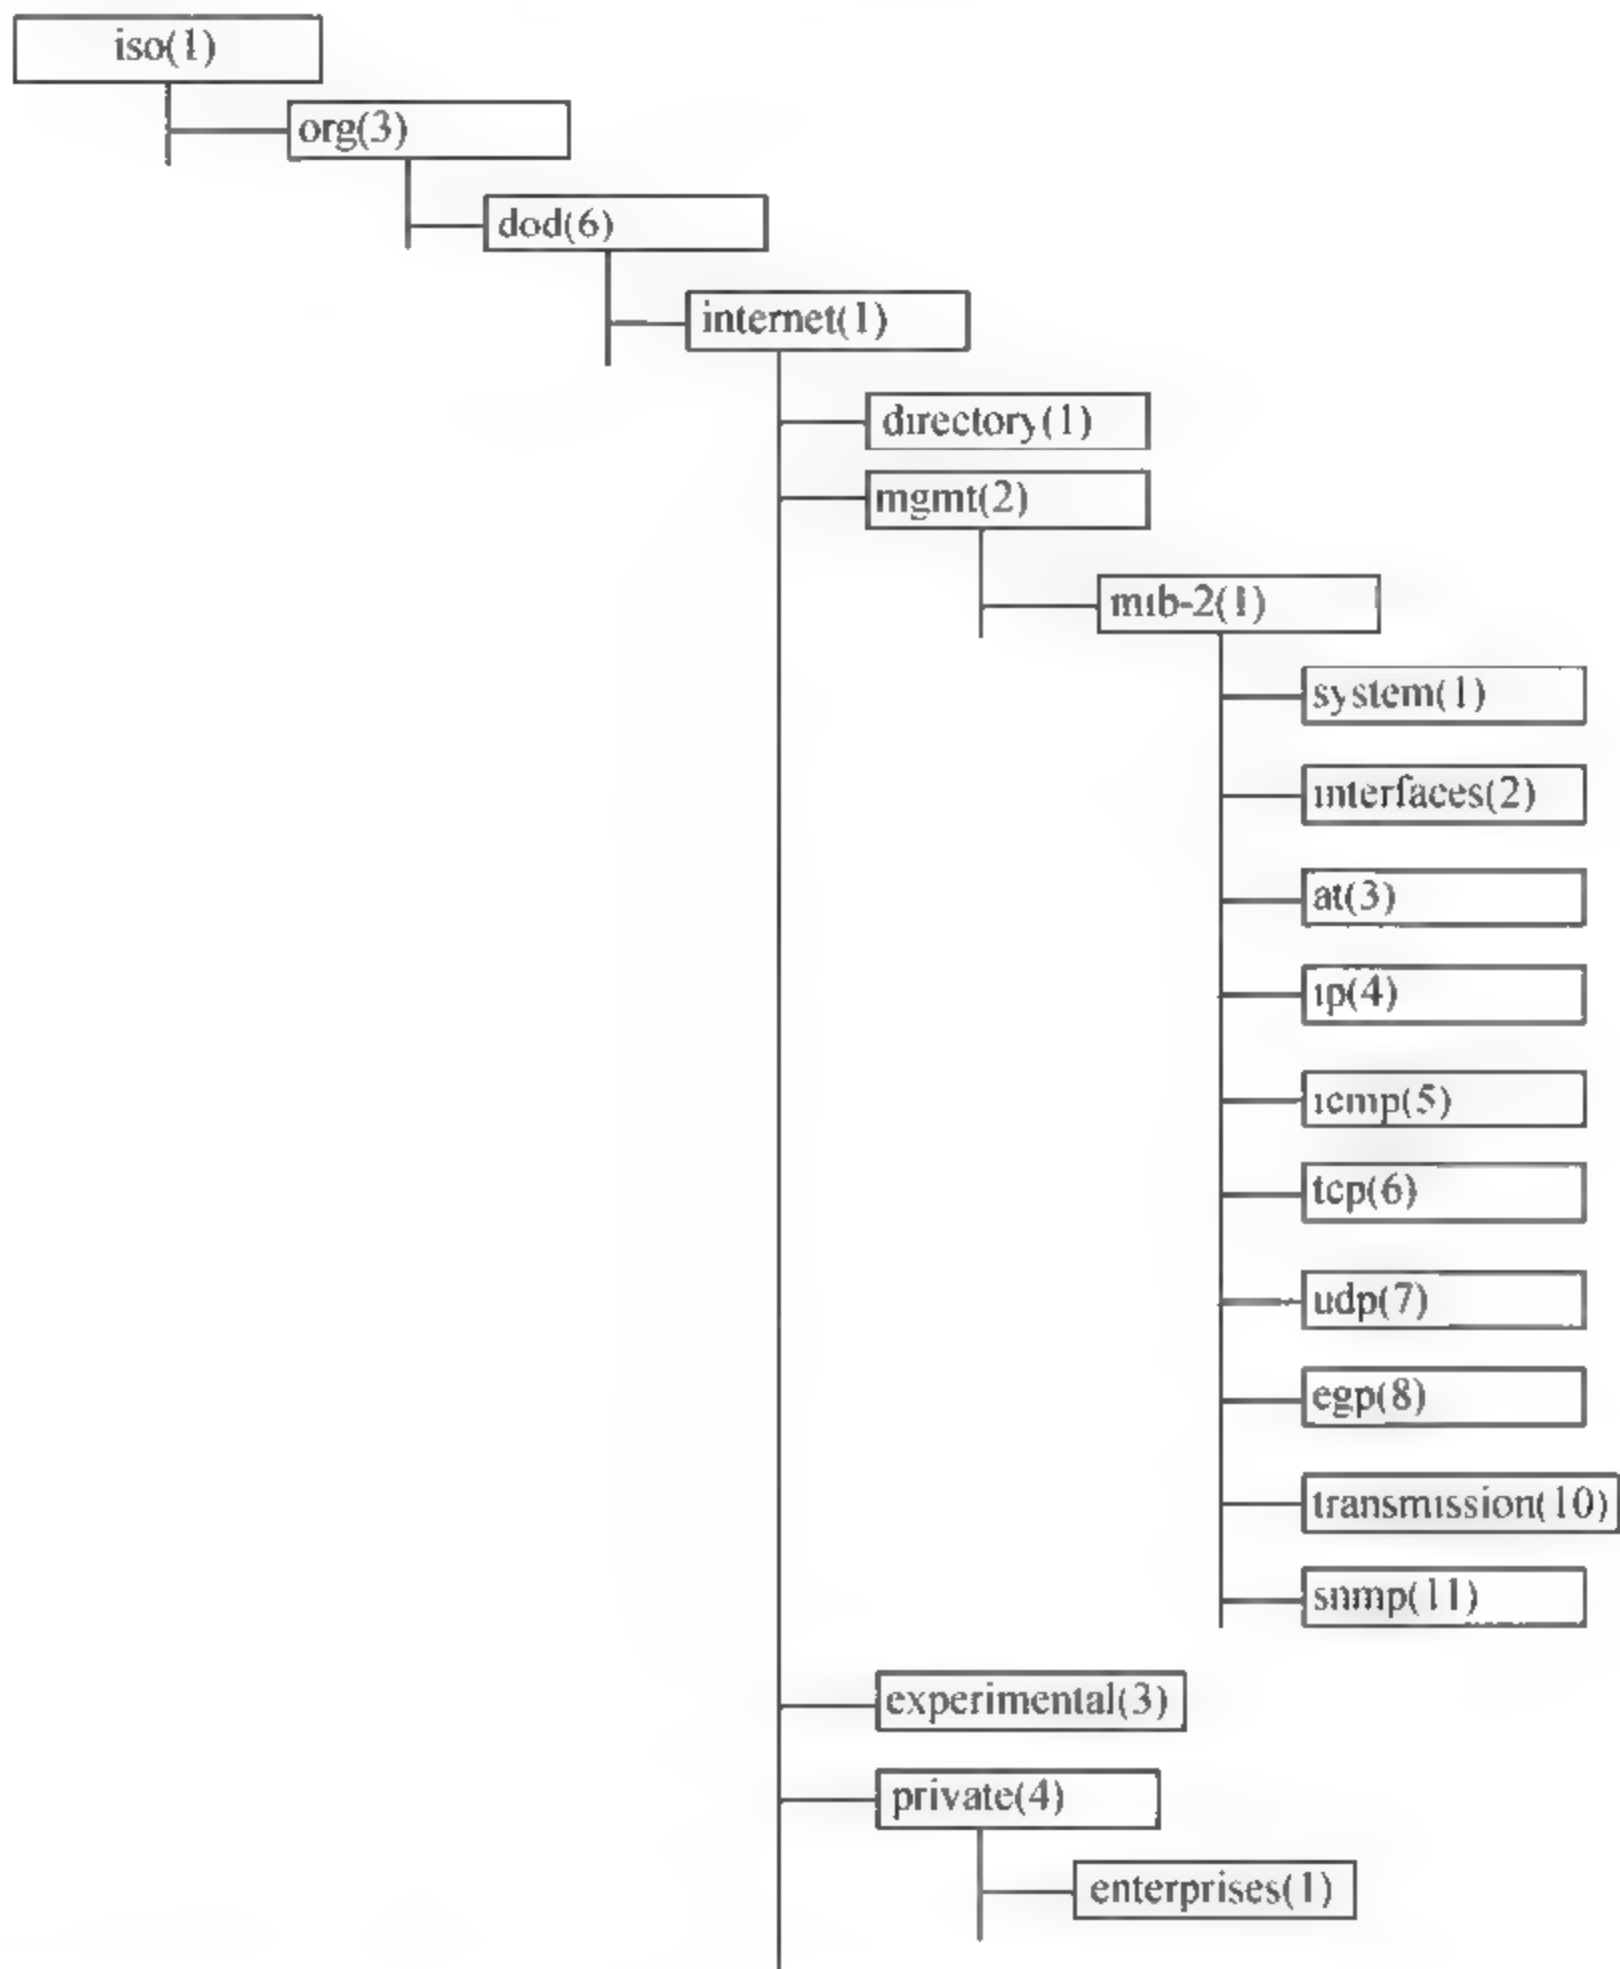 iso(1)
org(3)
dod(6)
internet(1)
directory(1)
mgmt(2)
mib-2(1)
system(1)
interfaces(2)
at(3)
ip(4)
icmp(5)
tcp(6)
udp(7)
egp(8)
transmission(10)
snmp(11)
experimental(3)
private(4)
enterprises(1)